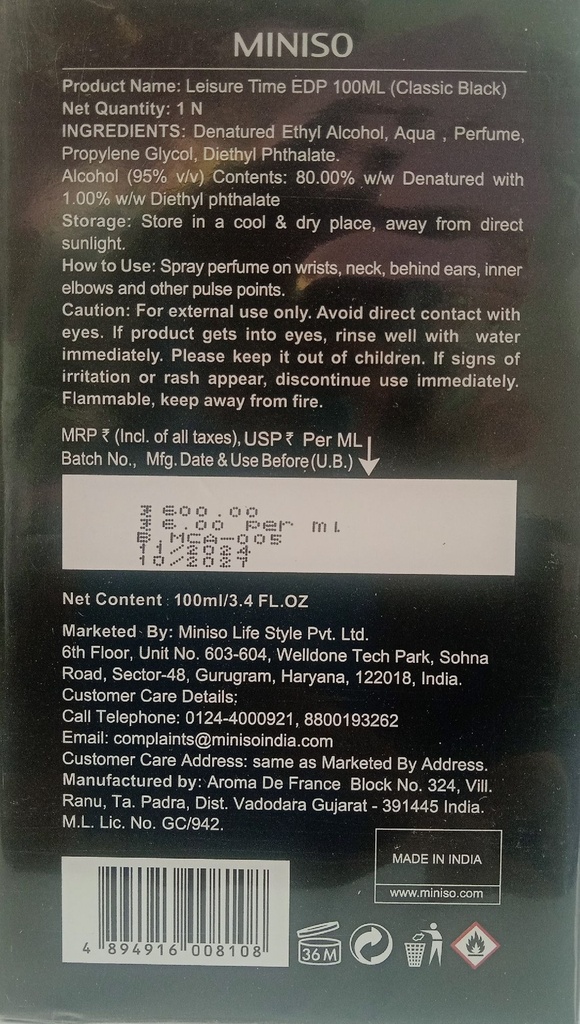 MINISO
Product Name: Leisure Time EDP 100ML (Classic Black)
Net Quantity: 1 N
INGREDIENTS: Denatured Ethyl Alcohol, Aqua , Perfume,
Propylene Glycol, Diethyl Phthalate.
Alcohol (95% v/v) Contents: 80.00% w/w Denatured with
1.00% w/w Diethyl phthalate
Storage: Store in a cool & dry place, away from direct
sunlight.
How to Use: Spray perfume on wrists, neck, behind ears, inner
elbows and other pulse points.
Caution: For external use only. Avoid direct contact with
eyes. If product gets into eyes, rinse well with water
immediately. Please keep it out of children. If signs of
irritation or rash appear, discontinue use immediately.
Flammable, keep away from fire.
MRP ₹ (Incl. of all taxes), USP ₹ Per ML
Batch No., Mfg. Date & Use Before (U.B.)
₹ 600.00
₹ 6.00 Per mL
B.MCA-005
11/2024
10/2027
Net Content : 100ml/3.4 FL.OZ
Marketed By: Miniso Life Style Pvt. Ltd.
6th Floor, Unit No. 603-604, Welldone Tech Park, Sohna
Road, Sector-48, Gurugram, Haryana, 122018, India.
Customer Care Details:
Call Telephone: 0124-4000921, 8800193262
Email: complaints@minisoindia.com
Customer Care Address: same as Marketed By Address.
Manufactured by: Aroma De France Block No. 324, Vill.
Ranu, Ta. Padra, Dist. Vadodara Gujarat - 391445 India.
M.L. Lic. No. GC/942.
MADE IN INDIA
www.miniso.com
4 894916 008108
36 M